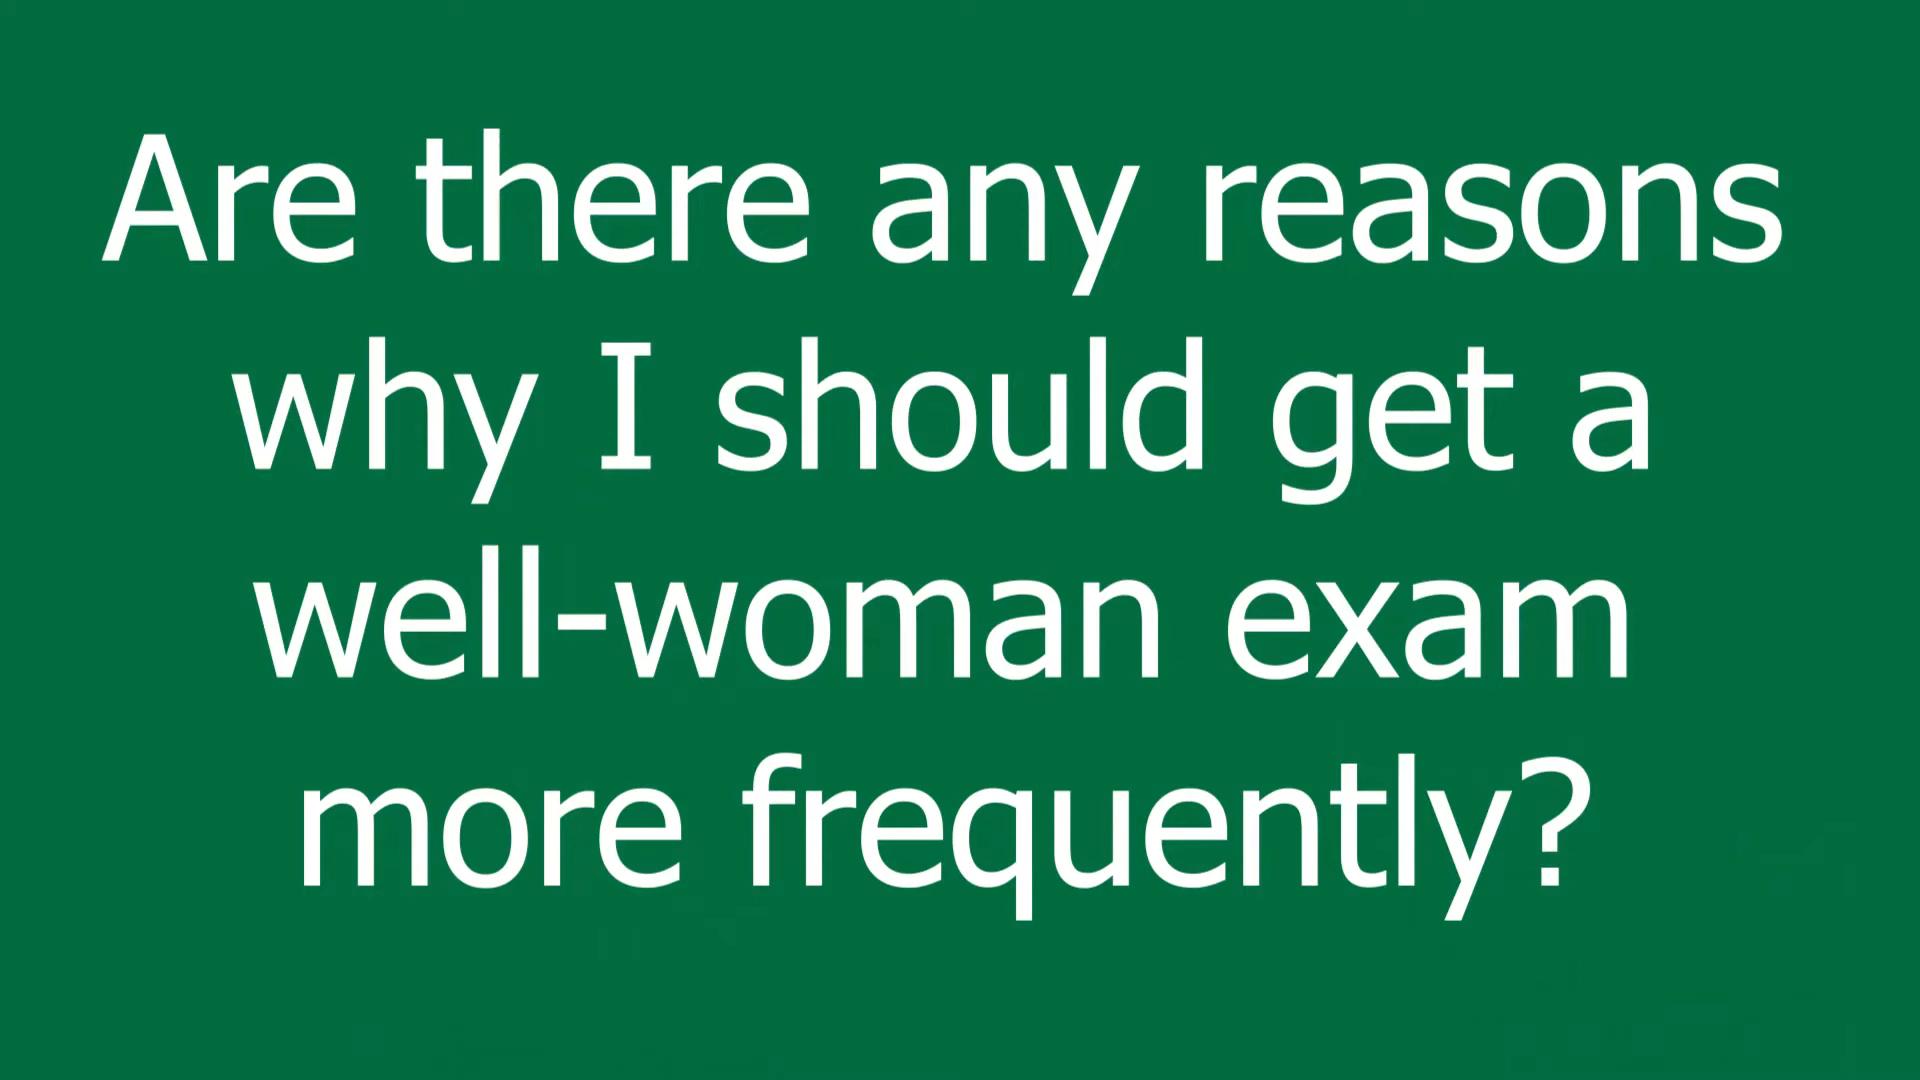 Are there any reasons
why I should get a
well-woman exam
more frequently?